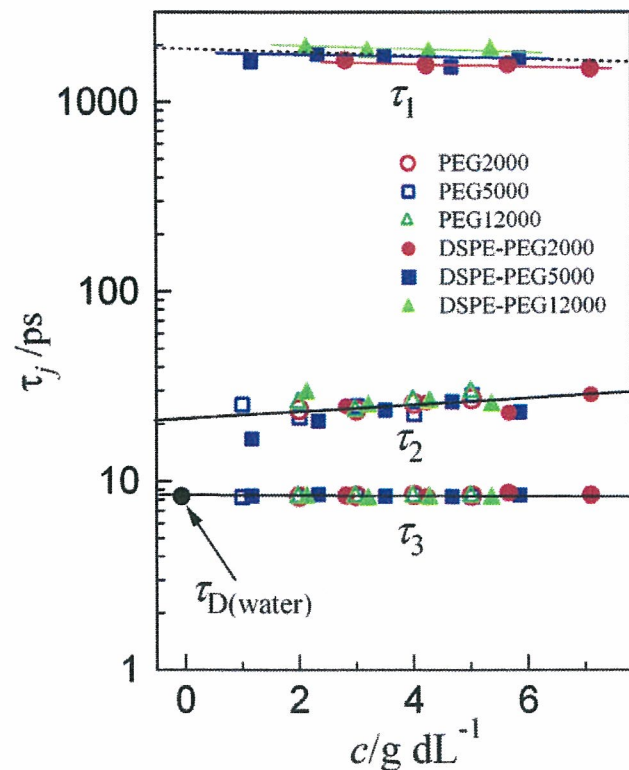 1000
τ1
PEG2000
PEG5000
PEG12000
DSPE-PEG2000
DSPE-PEG5000
DSPE-PEG12000
100
τj /ps
τ2
10
τ3
τD(water)
1
0
2
4
6
c/g dL⁻¹